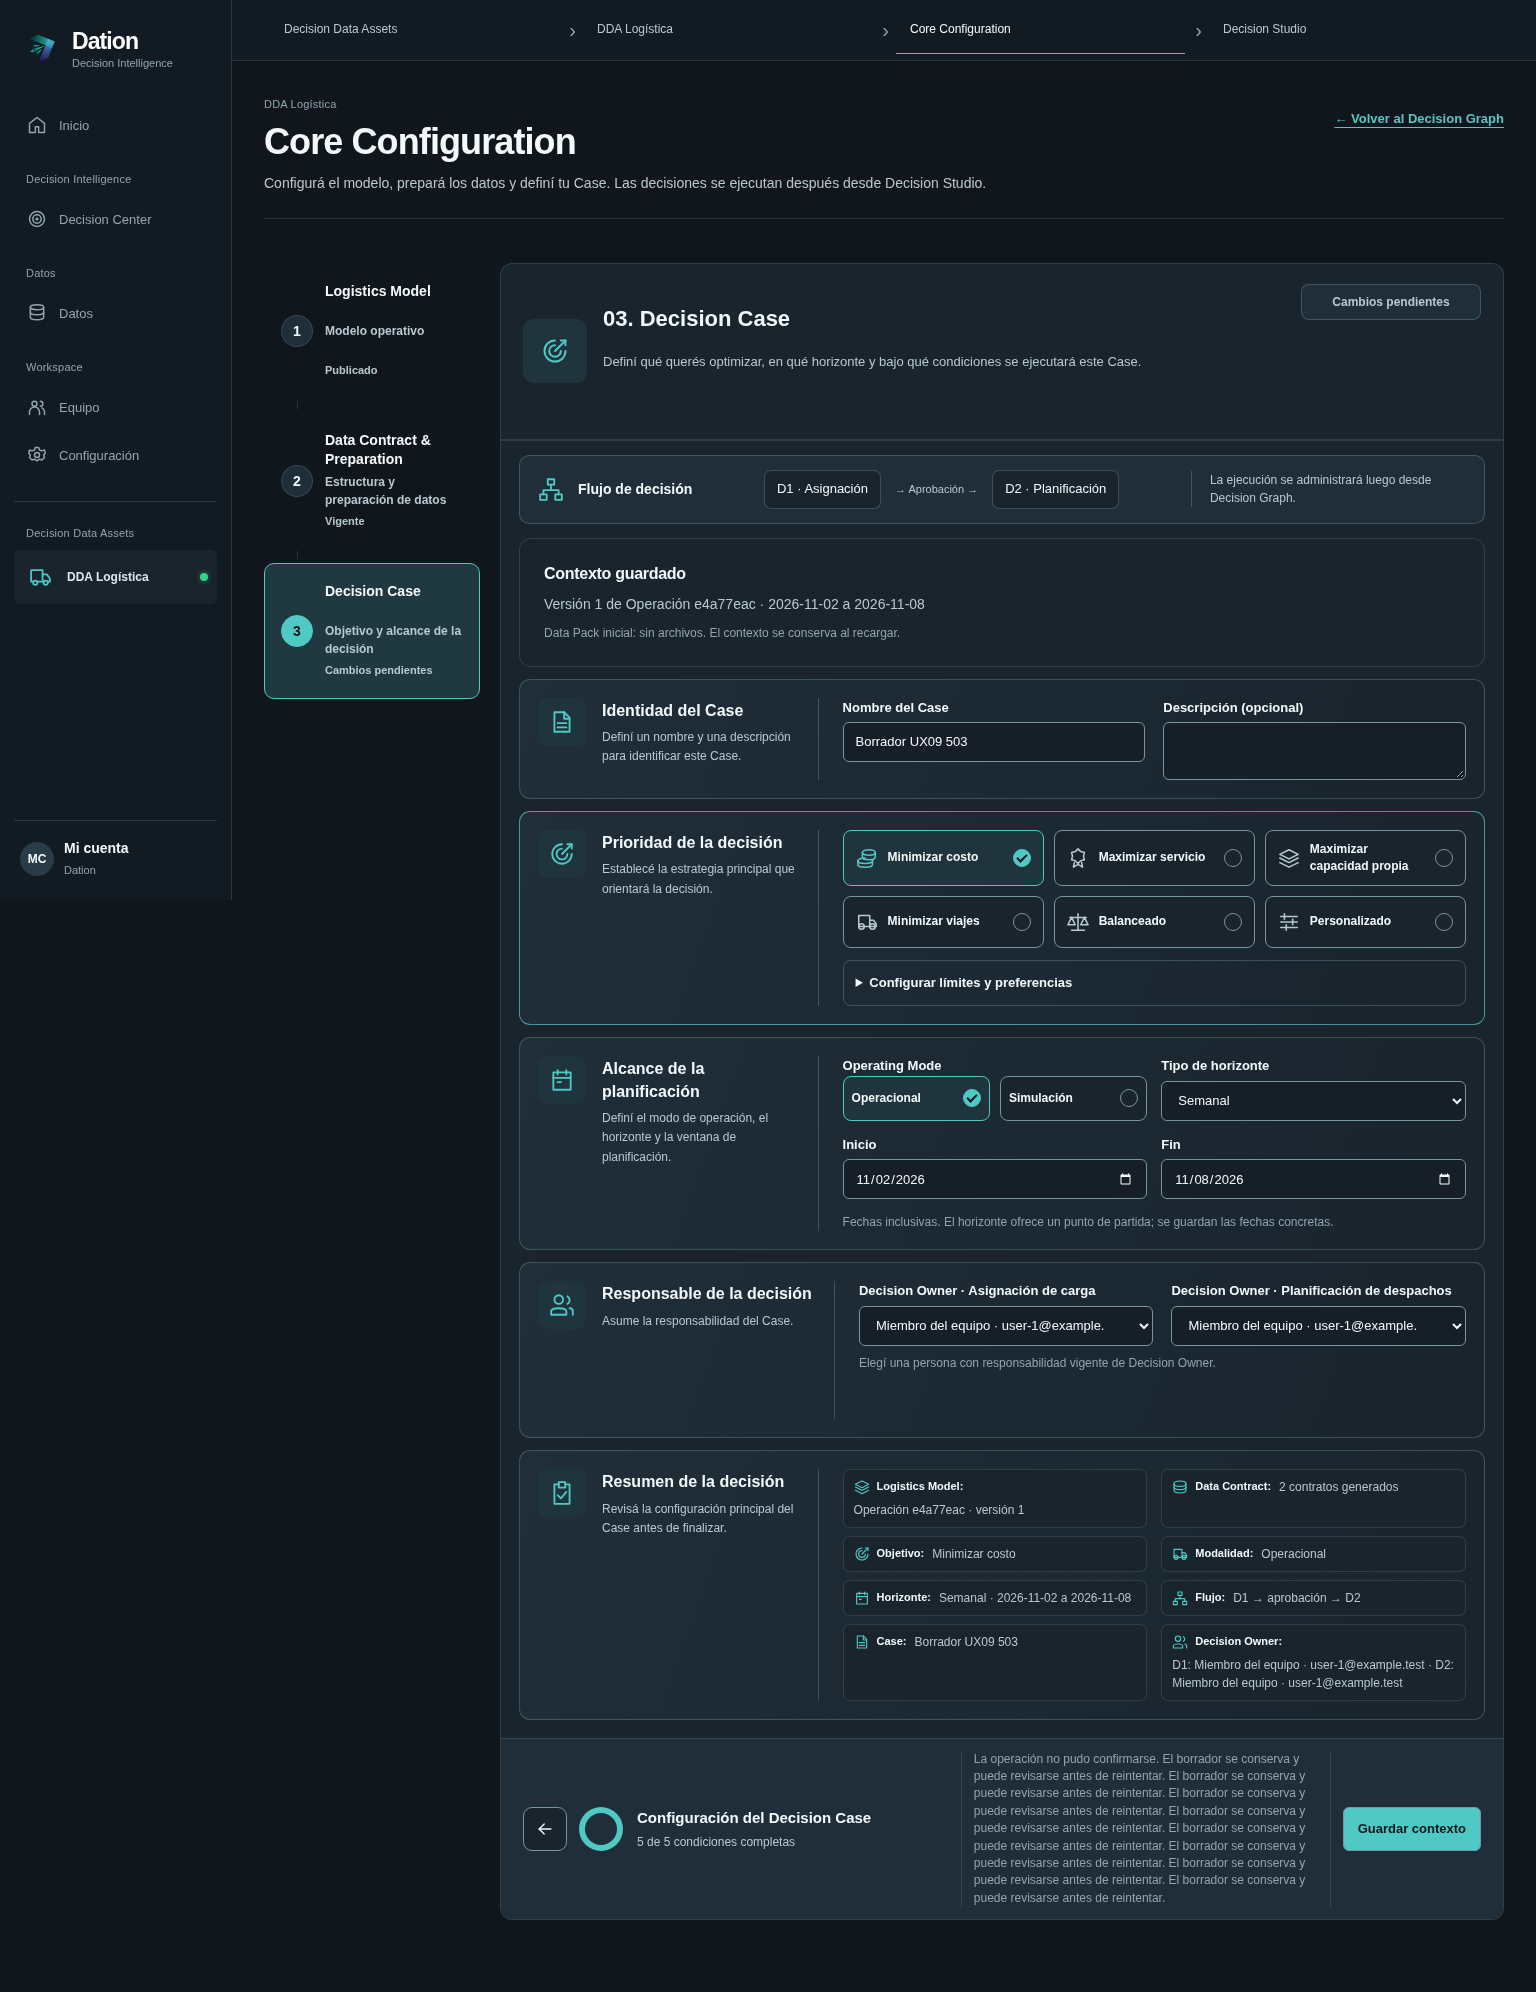 Dation
Decision Intelligence
Inicio
Decision Intelligence
Decision Center
Datos
Datos
Workspace
Equipo
Configuración
Decision Data Assets
DDA Logística
MC
Mi cuenta
Dation
Decision Data Assets
›
DDA Logística
›
Core Configuration
›
Decision Studio
DDA Logística
Core Configuration
Configurá el modelo, prepará los datos y definí tu Case. Las decisiones se ejecutan después desde Decision Studio.
← Volver al Decision Graph
Logistics Model
1
Modelo operativo
Publicado
Data Contract &
Preparation
2
Estructura y
preparación de datos
Vigente
Decision Case
3
Objetivo y alcance de la
decisión
Cambios pendientes
03. Decision Case
Definí qué querés optimizar, en qué horizonte y bajo qué condiciones se ejecutará este Case.
Cambios pendientes
Flujo de decisión
D1 · Asignación
→ Aprobación →
D2 · Planificación
La ejecución se administrará luego desde
Decision Graph.
Contexto guardado
Versión 1 de Operación e4a77eac · 2026-11-02 a 2026-11-08
Data Pack inicial: sin archivos. El contexto se conserva al recargar.
Identidad del Case
Definí un nombre y una descripción
para identificar este Case.
Nombre del Case
Borrador UX09 503
Descripción (opcional)
Prioridad de la decisión
Establecé la estrategia principal que
orientará la decisión.
Minimizar costo
Maximizar servicio
Maximizar
capacidad propia
Minimizar viajes
Balanceado
Personalizado
▶ Configurar límites y preferencias
Alcance de la
planificación
Definí el modo de operación, el
horizonte y la ventana de
planificación.
Operating Mode
Operacional
Simulación
Tipo de horizonte
Semanal
Inicio
11/02/2026
Fin
11/08/2026
Fechas inclusivas. El horizonte ofrece un punto de partida; se guardan las fechas concretas.
Responsable de la decisión
Asume la responsabilidad del Case.
Decision Owner · Asignación de carga
Miembro del equipo · user-1@example.
Decision Owner · Planificación de despachos
Miembro del equipo · user-1@example.
Elegí una persona con responsabilidad vigente de Decision Owner.
Resumen de la decisión
Revisá la configuración principal del
Case antes de finalizar.
Logistics Model:
Operación e4a77eac · versión 1
Data Contract: 2 contratos generados
Objetivo: Minimizar costo
Modalidad: Operacional
Horizonte: Semanal · 2026-11-02 a 2026-11-08
Flujo: D1 → aprobación → D2
Case: Borrador UX09 503
Decision Owner:
D1: Miembro del equipo · user-1@example.test · D2:
Miembro del equipo · user-1@example.test
Configuración del Decision Case
5 de 5 condiciones completas
La operación no pudo confirmarse. El borrador se conserva y
puede revisarse antes de reintentar. El borrador se conserva y
puede revisarse antes de reintentar. El borrador se conserva y
puede revisarse antes de reintentar. El borrador se conserva y
puede revisarse antes de reintentar. El borrador se conserva y
puede revisarse antes de reintentar. El borrador se conserva y
puede revisarse antes de reintentar. El borrador se conserva y
puede revisarse antes de reintentar. El borrador se conserva y
puede revisarse antes de reintentar.
Guardar contexto